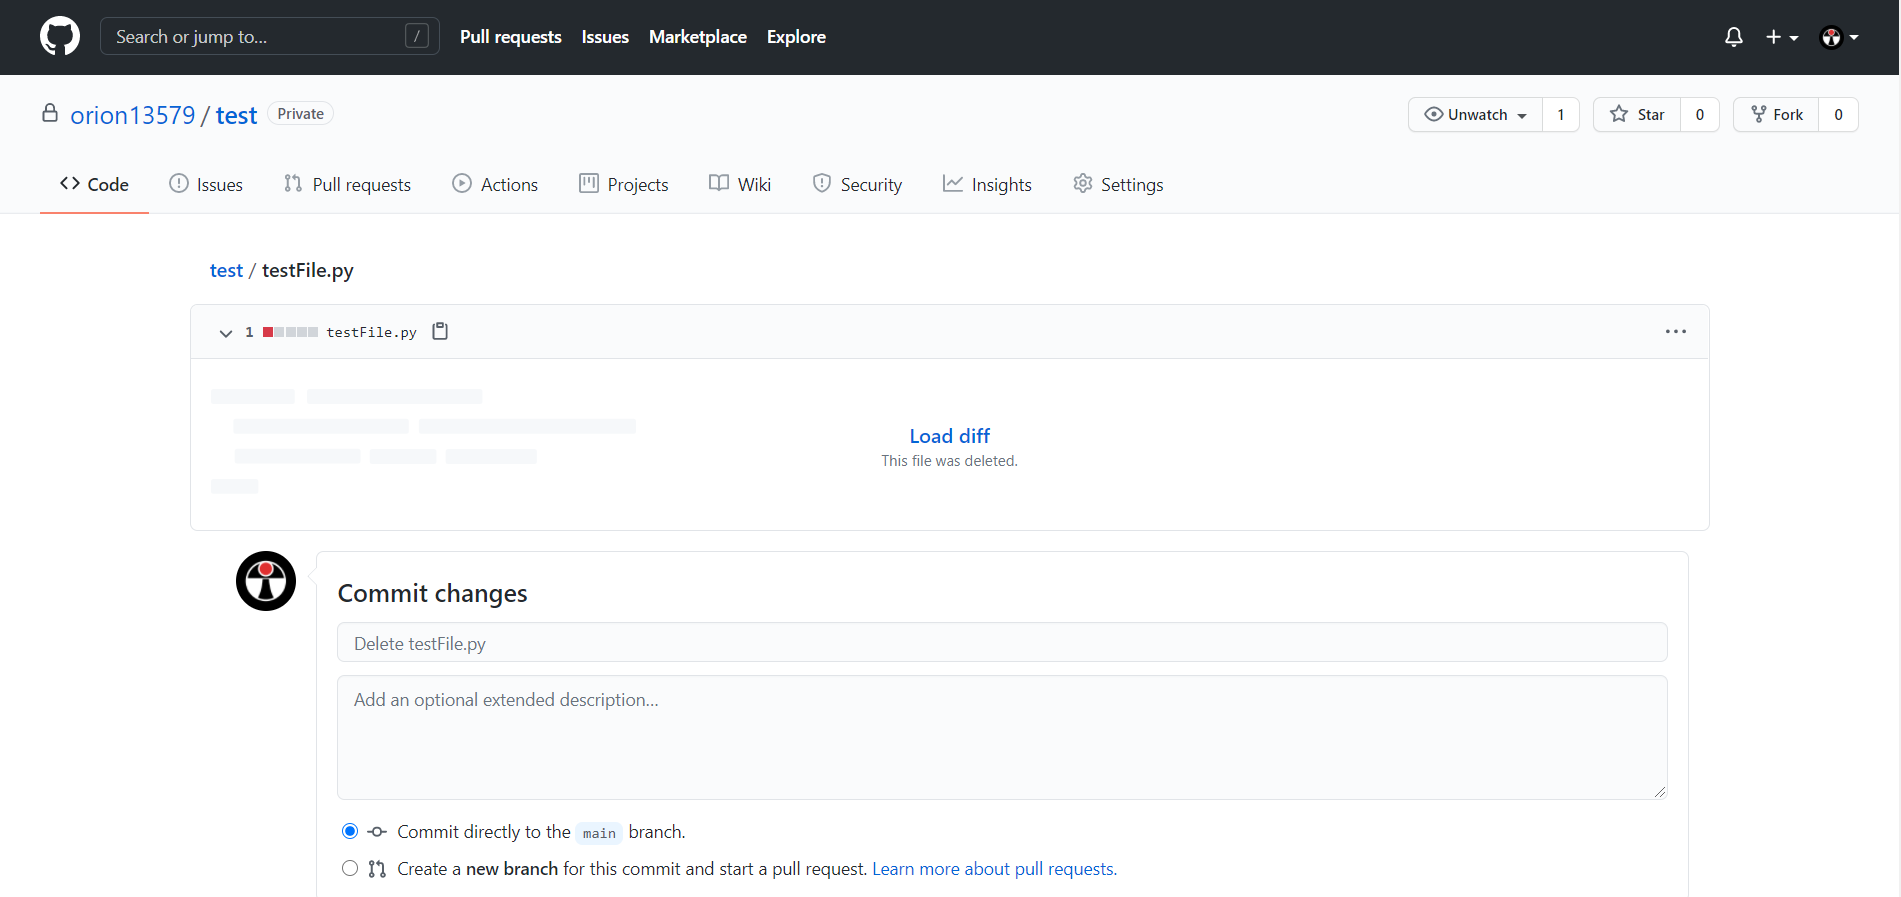 Search or jump to... / Pull requests Issues Marketplace Explore
orion13579 / test Private Unwatch 1 Star 0 Fork 0
Code Issues Pull requests Actions Projects Wiki Security Insights Settings
test / testFile.py
1 testFile.py
Load diff
This file was deleted.
Commit changes
Delete testFile.py
Add an optional extended description...
Commit directly to the main branch.
Create a new branch for this commit and start a pull request. Learn more about pull requests.